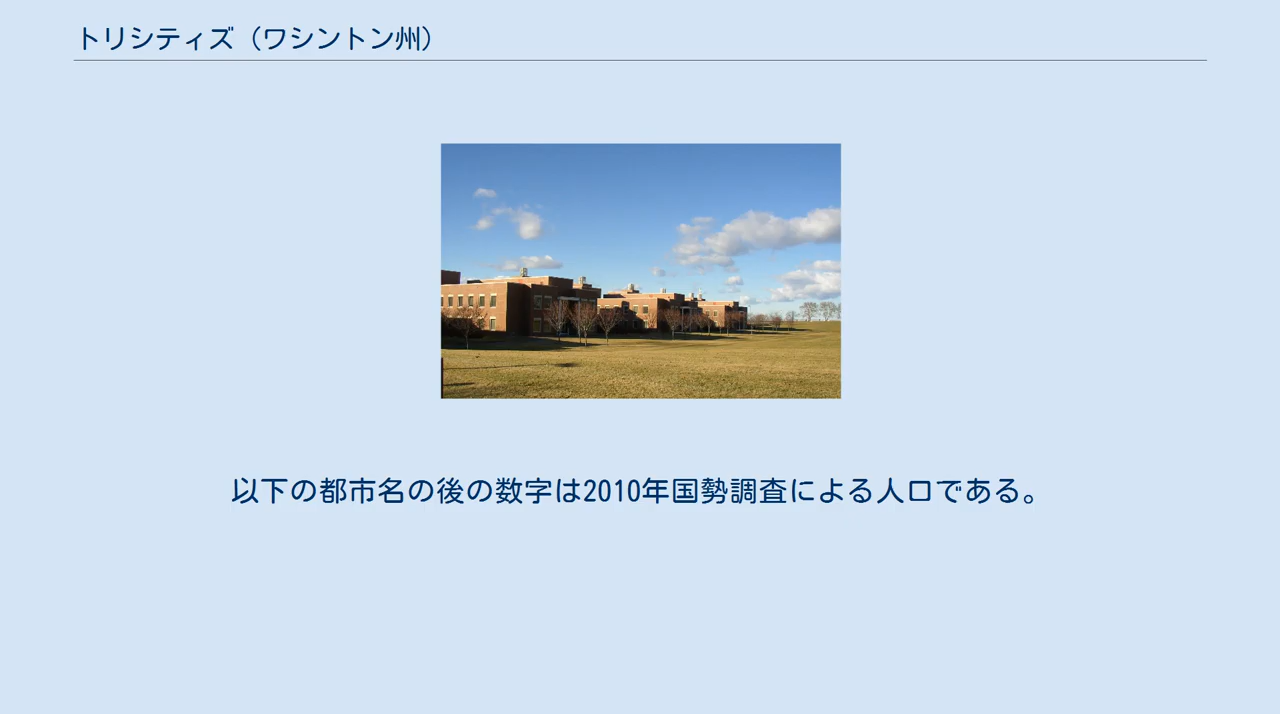 トリシティズ（ワシントン州）
以下の都市名の後の数字は2010年国勢調査による人口である。